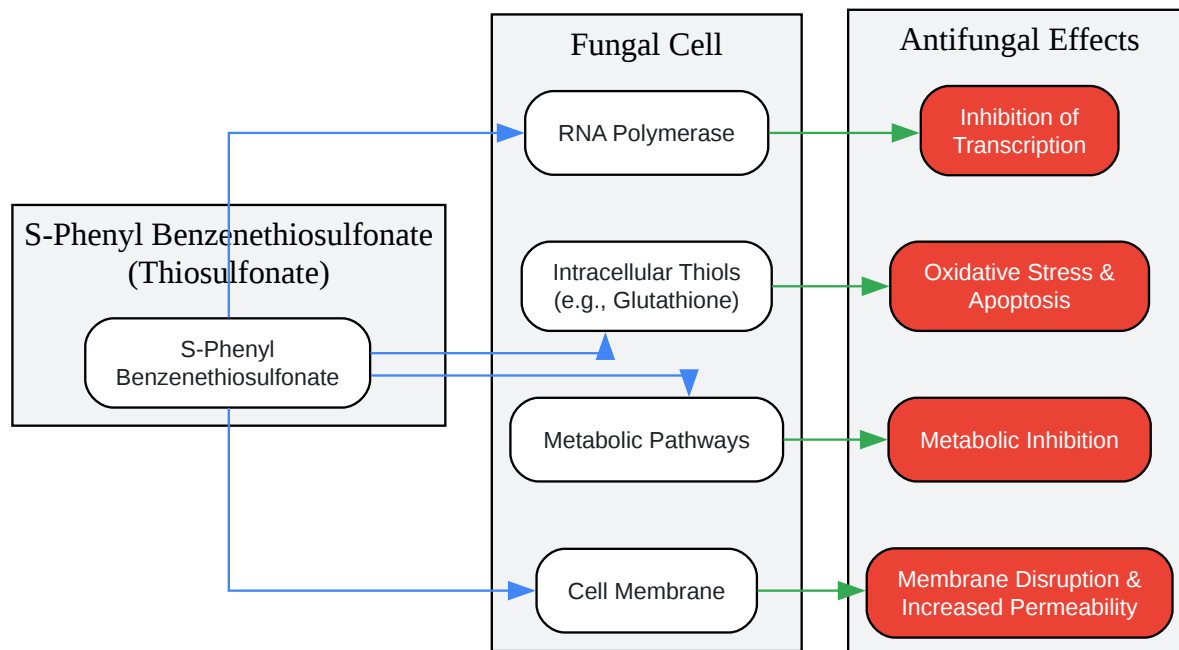 S-Phenyl Benzenethiosulfonate
(Thiosulfonate)
S-Phenyl
Benzenethiosulfonate
Fungal Cell
RNA Polymerase
Intracellular Thiols
(e.g., Glutathione)
Metabolic Pathways
Cell Membrane
Antifungal Effects
Inhibition of
Transcription
Oxidative Stress &
Apoptosis
Metabolic Inhibition
Membrane Disruption &
Increased Permeability